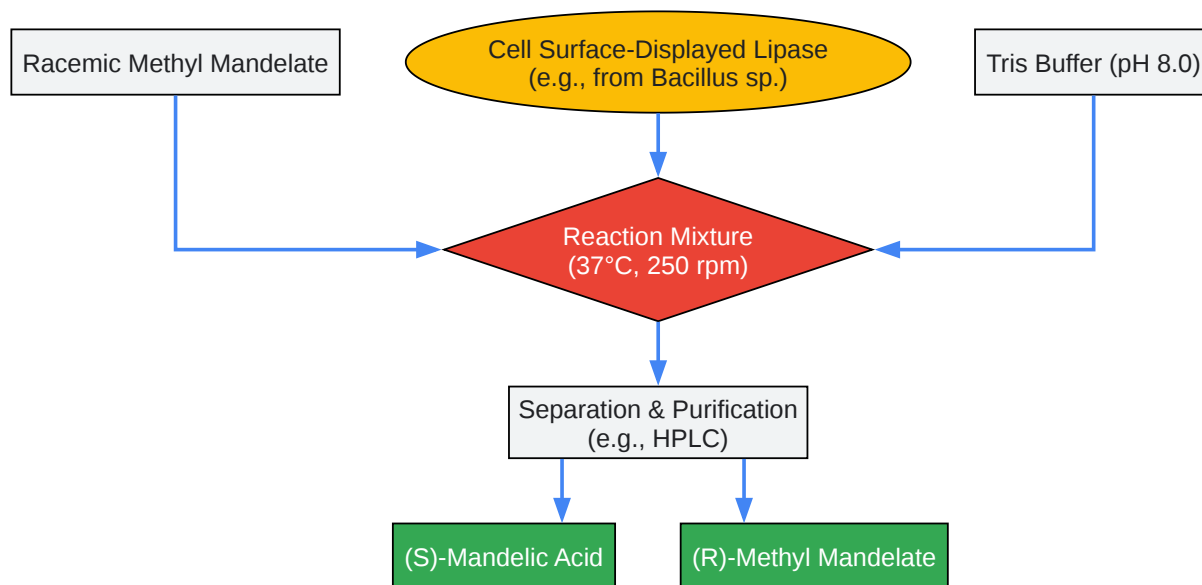 Racemic Methyl Mandelate
Cell Surface-Displayed Lipase
(e.g., from Bacillus sp.)
Tris Buffer (pH 8.0)
Reaction Mixture
(37°C, 250 rpm)
Separation & Purification
(e.g., HPLC)
(S)-Mandelic Acid
(R)-Methyl Mandelate